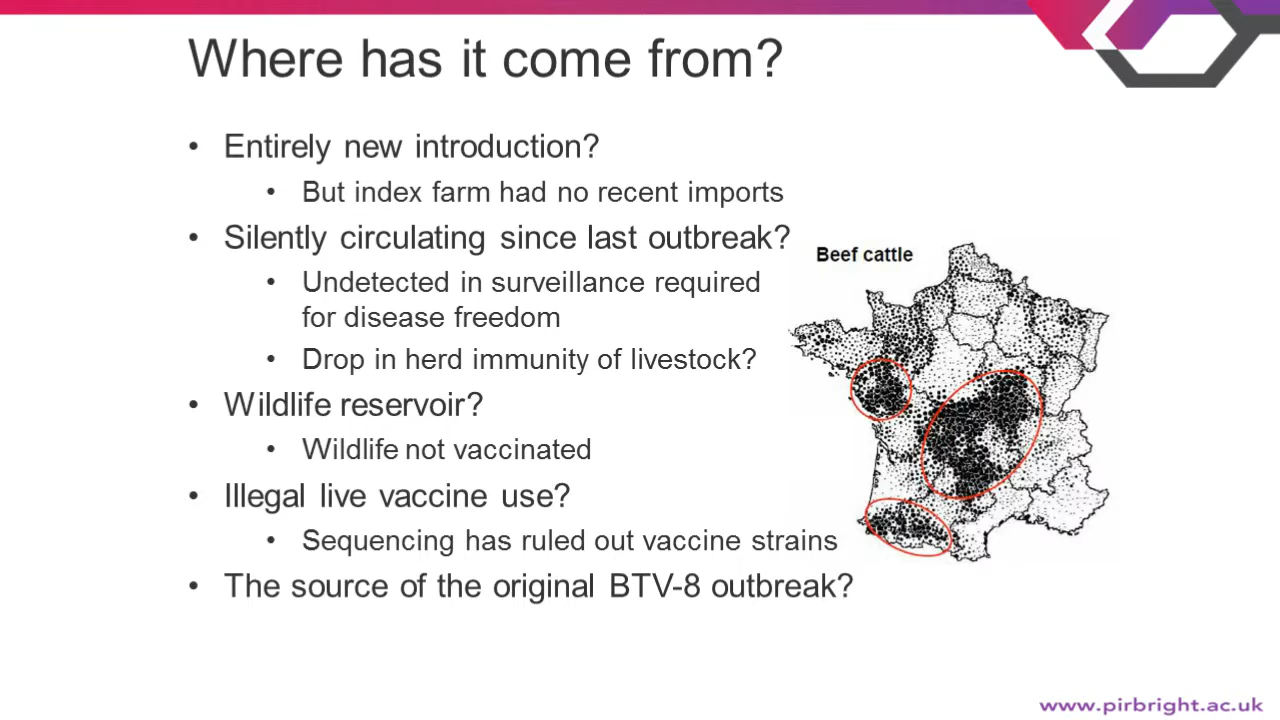 Where has it come from?
• Entirely new introduction?
• But index farm had no recent imports
• Silently circulating since last outbreak?
• Undetected in surveillance required
for disease freedom
• Drop in herd immunity of livestock?
• Wildlife reservoir?
• Wildlife not vaccinated
• Illegal live vaccine use?
• Sequencing has ruled out vaccine strains
• The source of the original BTV-8 outbreak?
Beef cattle
www.pirbright.ac.uk